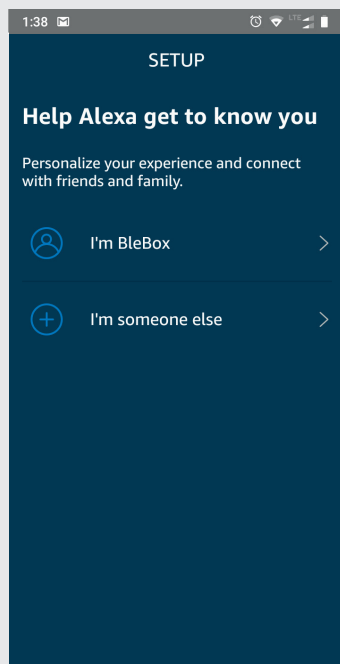 1:38
LTE
SETUP
Help Alexa get to know you
Personalize your experience and connect
with friends and family.
I'm BleBox
I'm someone else